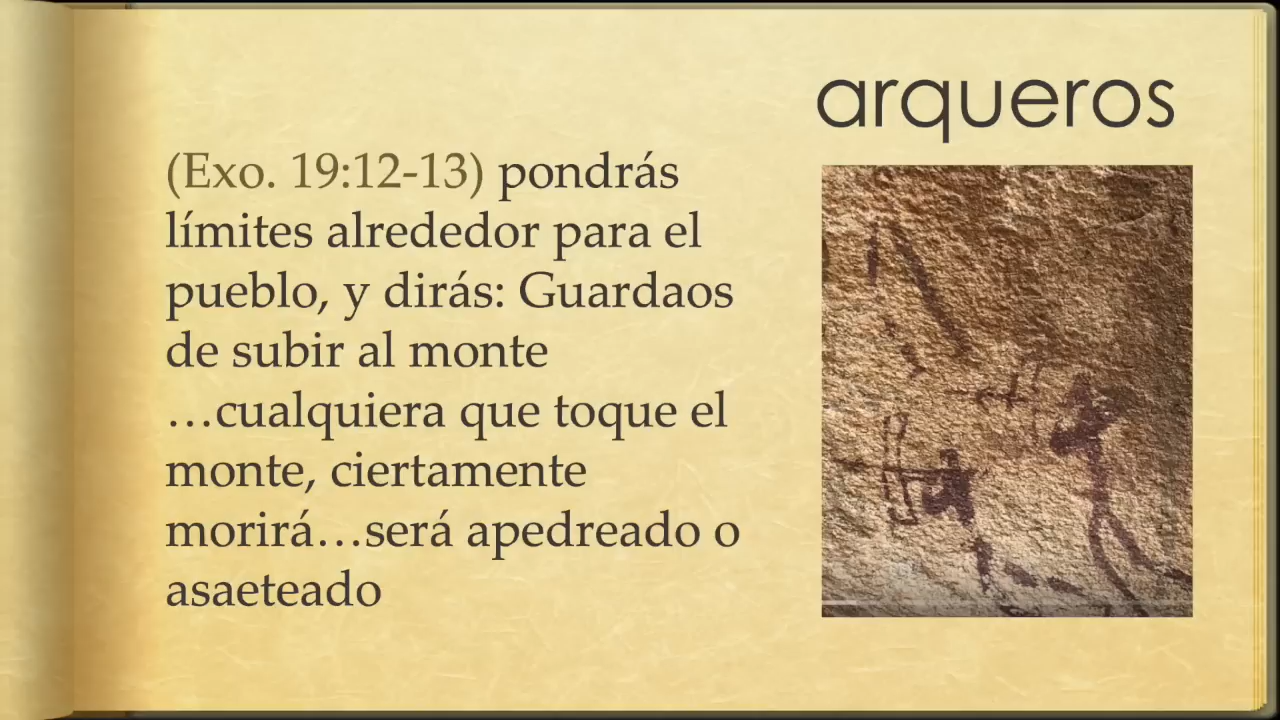 arqueros
(Exo. 19:12-13) pondrás
límites alrededor para el
pueblo, y dirás: Guardaos
de subir al monte
…cualquiera que toque el
monte, ciertamente
morirá…será apedreado o
asaeteado